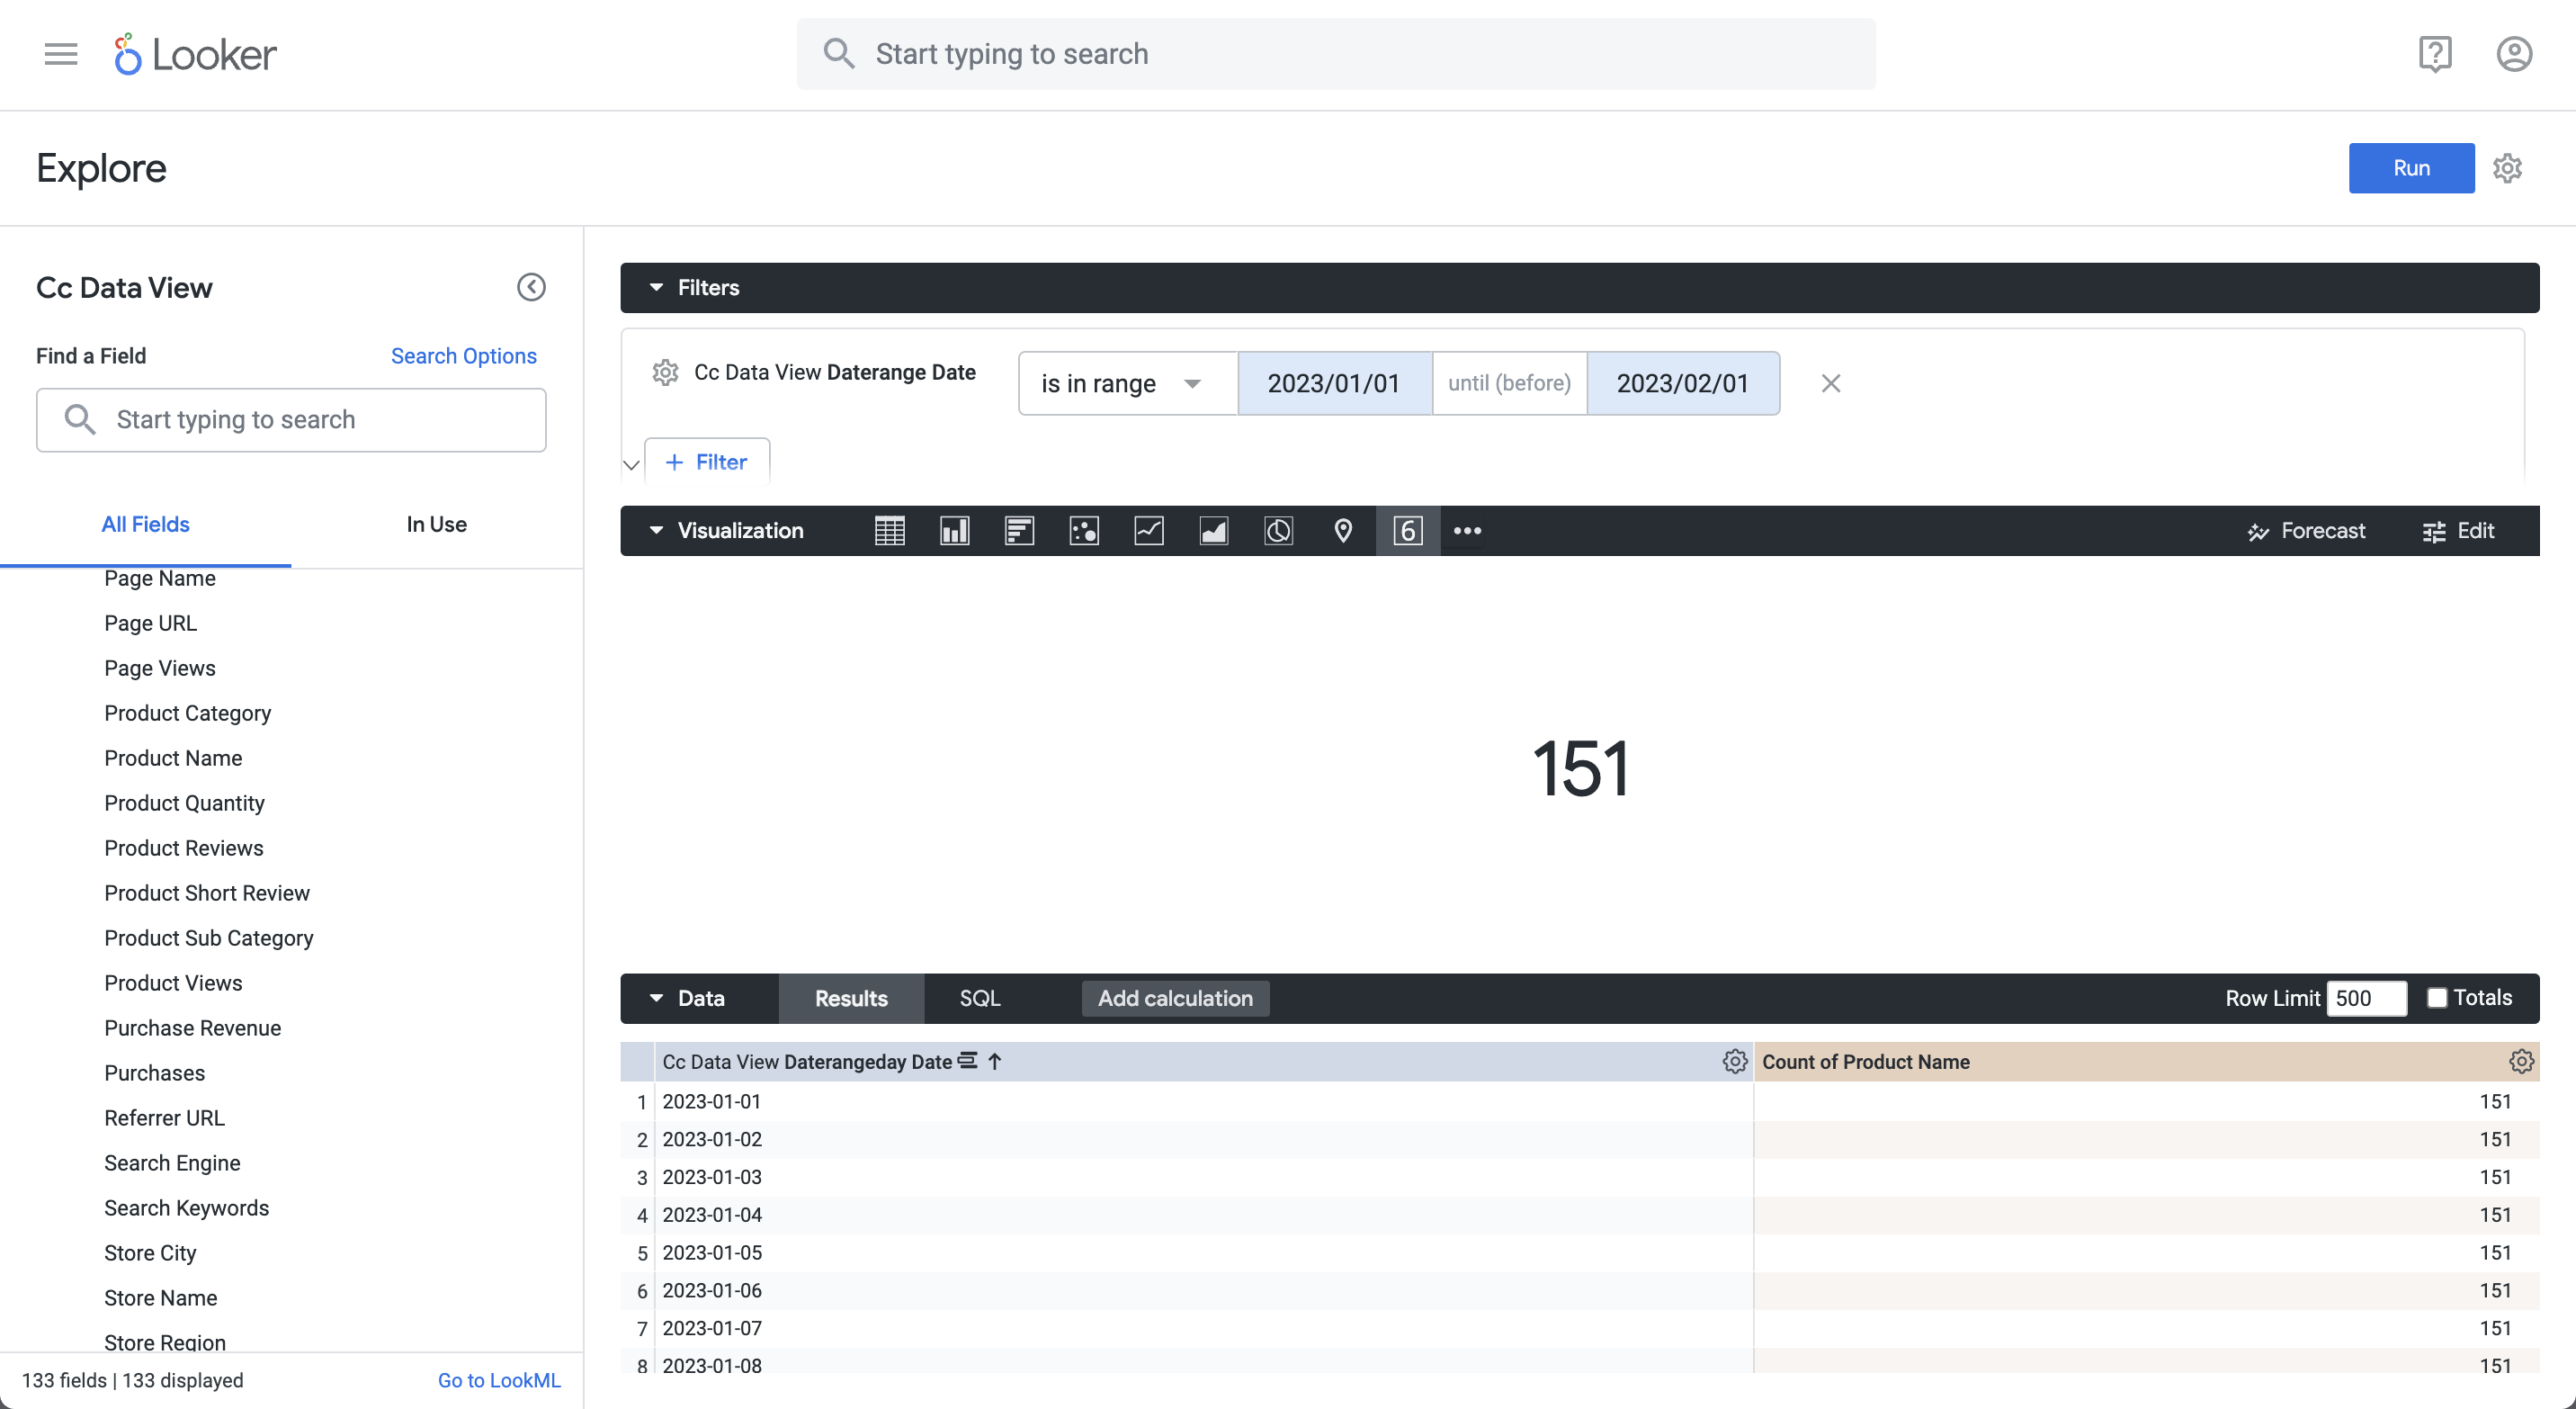 Looker
Start typing to search
Explore
Run
Cc Data View
Find a Field
Search Options
Start typing to search
All Fields
In Use
Page Name
Page URL
Page Views
Product Category
Product Name
Product Quantity
Product Reviews
Product Short Review
Product Sub Category
Product Views
Purchase Revenue
Purchases
Referrer URL
Search Engine
Search Keywords
Store City
Store Name
Store Region
133 fields | 133 displayed
Go to LookML
Filters
Cc Data View Daterange Date
is in range
2023/01/01
until (before)
2023/02/01
+ Filter
Visualization
6
Forecast
Edit
151
Data
Results
SQL
Add calculation
Row Limit
500
Totals
Cc Data View Daterangeday Date
Count of Product Name
1 2023-01-01 151
2 2023-01-02 151
3 2023-01-03 151
4 2023-01-04 151
5 2023-01-05 151
6 2023-01-06 151
7 2023-01-07 151
8 2023-01-08 151